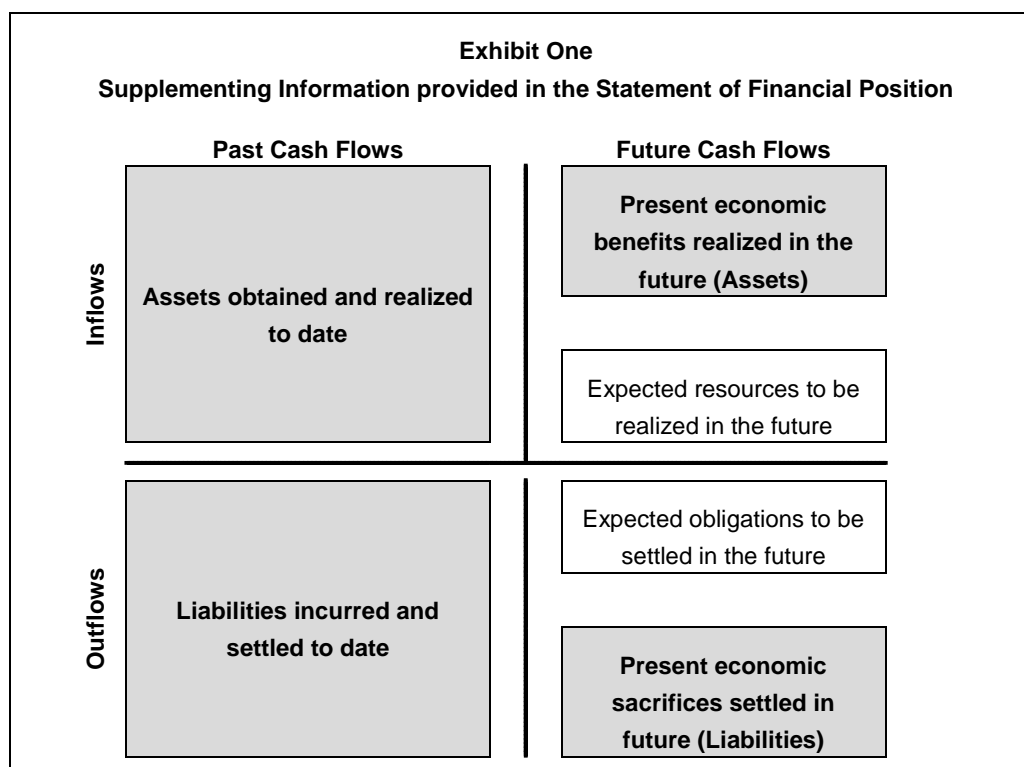 Exhibit One
Supplementing Information provided in the Statement of Financial Position
Past Cash Flows
Future Cash Flows
Inflows
Assets obtained and realized
to date
Present economic
benefits realized in the
future (Assets)
Expected resources to be
realized in the future
Outflows
Liabilities incurred and
settled to date
Expected obligations to be
settled in the future
Present economic
sacrifices settled in
future (Liabilities)